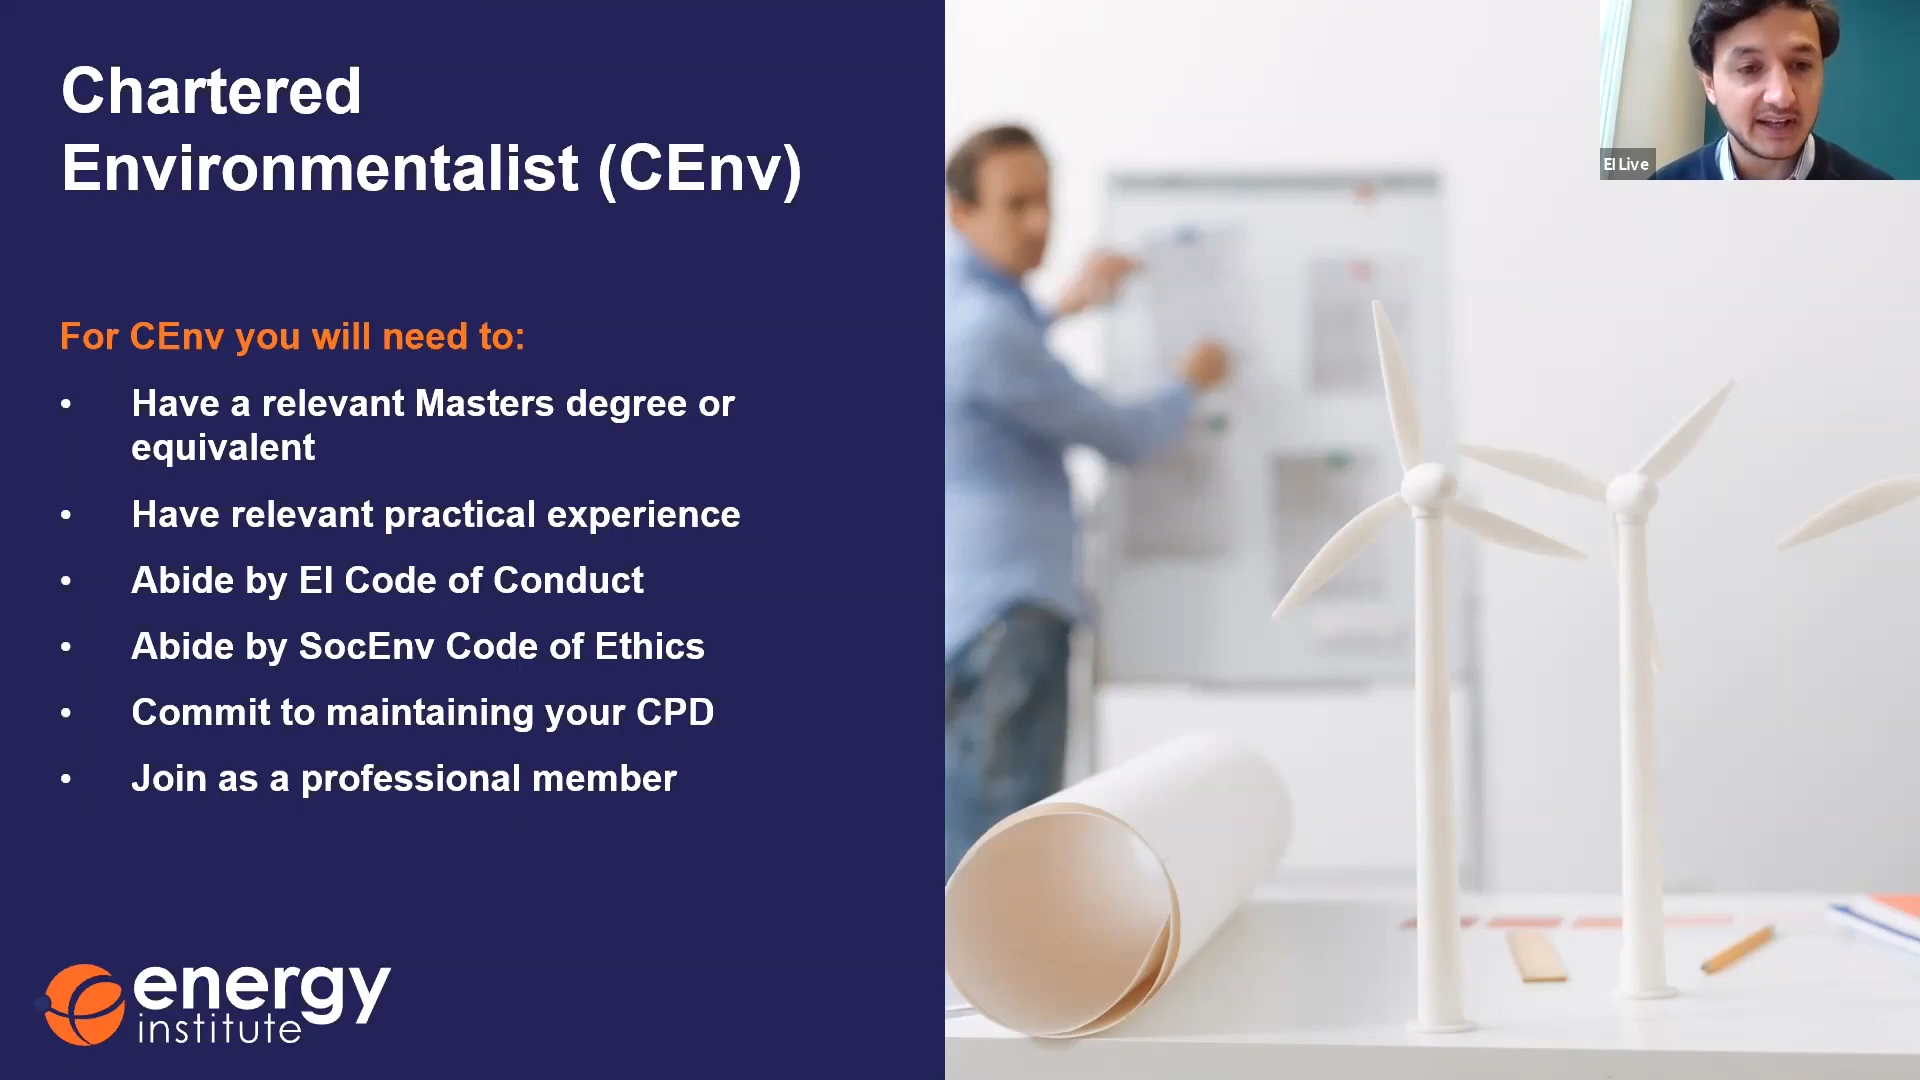 Chartered
Environmentalist (CEnv)
For CEnv you will need to:
• Have a relevant Masters degree or
equivalent
• Have relevant practical experience
• Abide by EI Code of Conduct
• Abide by SocEnv Code of Ethics
• Commit to maintaining your CPD
• Join as a professional member
energy
institute
EI Live